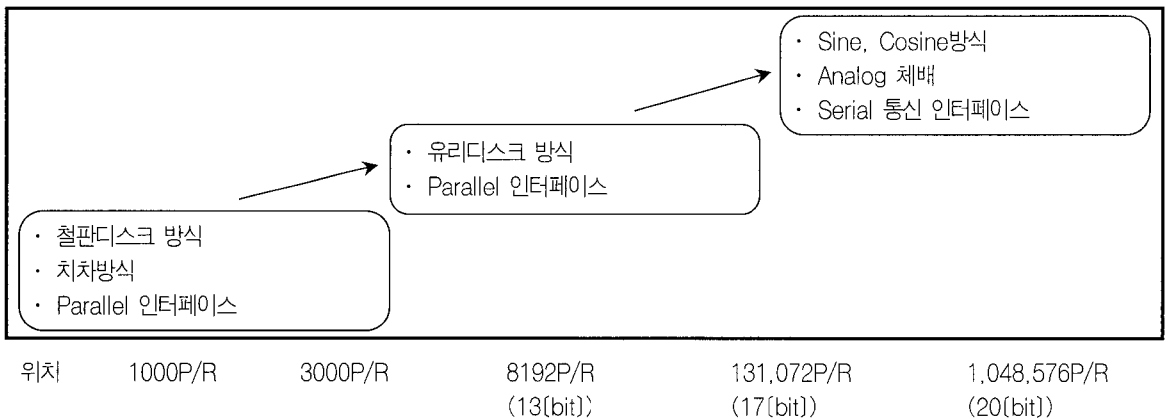 · Sine, Cosine방식
· Analog 체배
· Serial 통신 인터페이스
· 유리디스크 방식
· Parallel 인터페이스
· 철판디스크 방식
· 치차방식
· Parallel 인터페이스
위치 1000P/R 3000P/R 8192P/R 131,072P/R 1,048,576P/R
(13[bit]) (17[bit]) (20[bit])